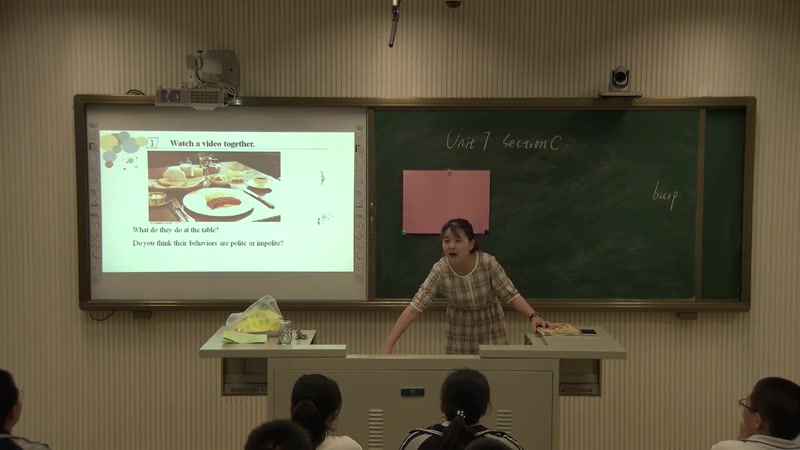 1 Watch a video together.
What do they do at the table?
Do you think their behaviors are polite or impolite?
Unit 7 Section C
burp